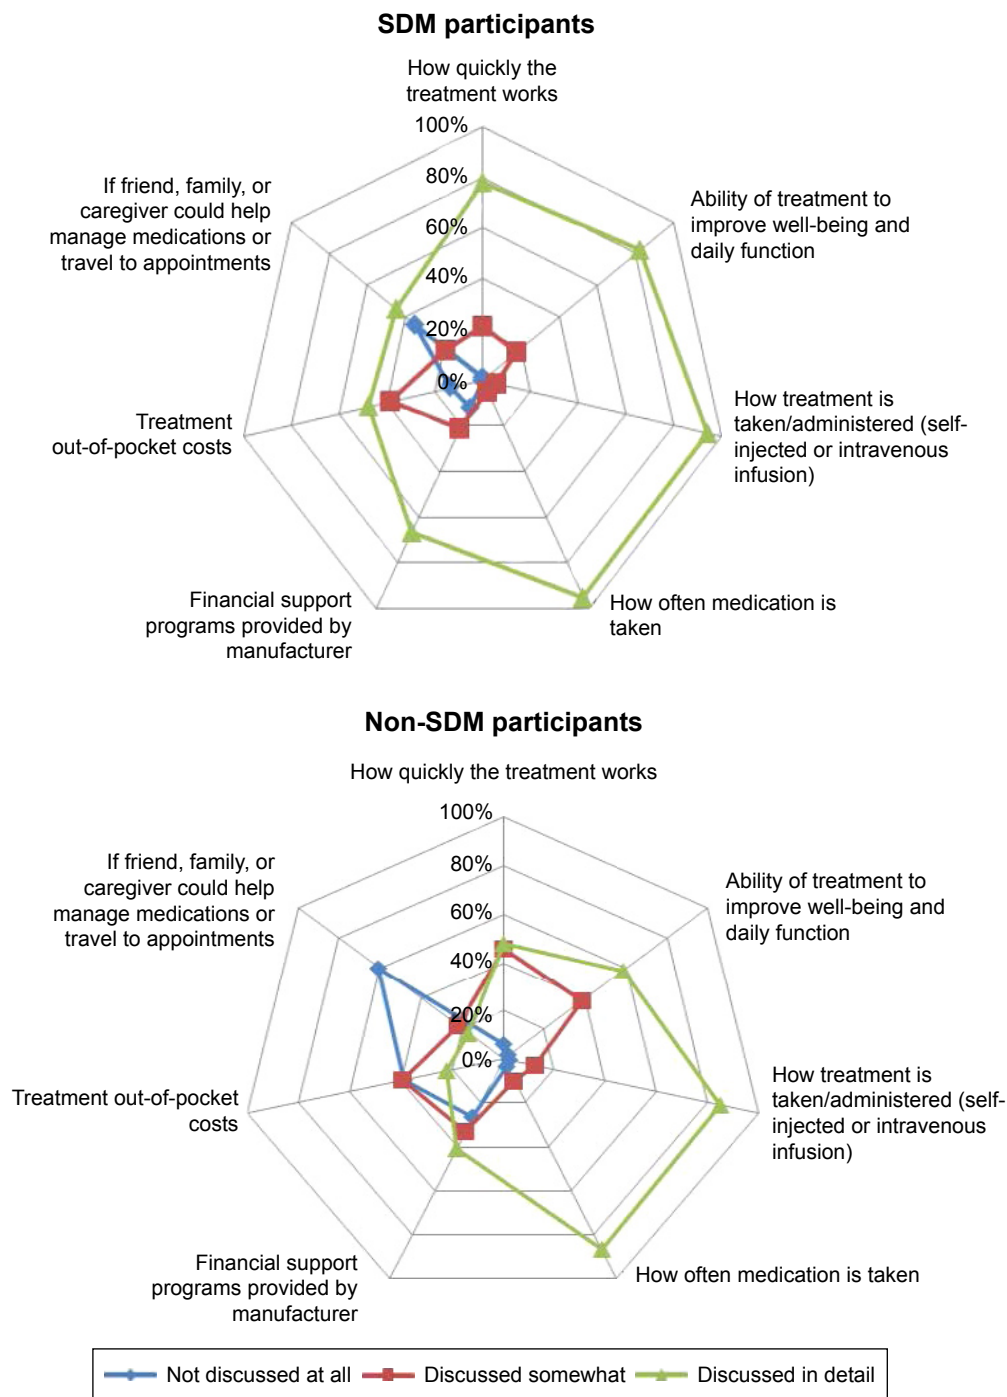 SDM participants
How quickly the
treatment works
100%
80%
60%
40%
20%
0%
If friend, family, or
caregiver could help
manage medications or
travel to appointments
Ability of treatment to
improve well-being and
daily function
How treatment is
taken/administered (self-
injected or intravenous
infusion)
Treatment
out-of-pocket costs
Financial support
programs provided by
manufacturer
How often medication is
taken
Non-SDM participants
How quickly the treatment works
100%
80%
60%
40%
20%
0%
If friend, family, or
caregiver could help
manage medications or
travel to appointments
Ability of treatment to
improve well-being and
daily function
How treatment is
taken/administered (self-
injected or intravenous
infusion)
Treatment out-of-pocket
costs
Financial support
programs provided by
manufacturer
How often medication is taken
Not discussed at all
Discussed somewhat
Discussed in detail